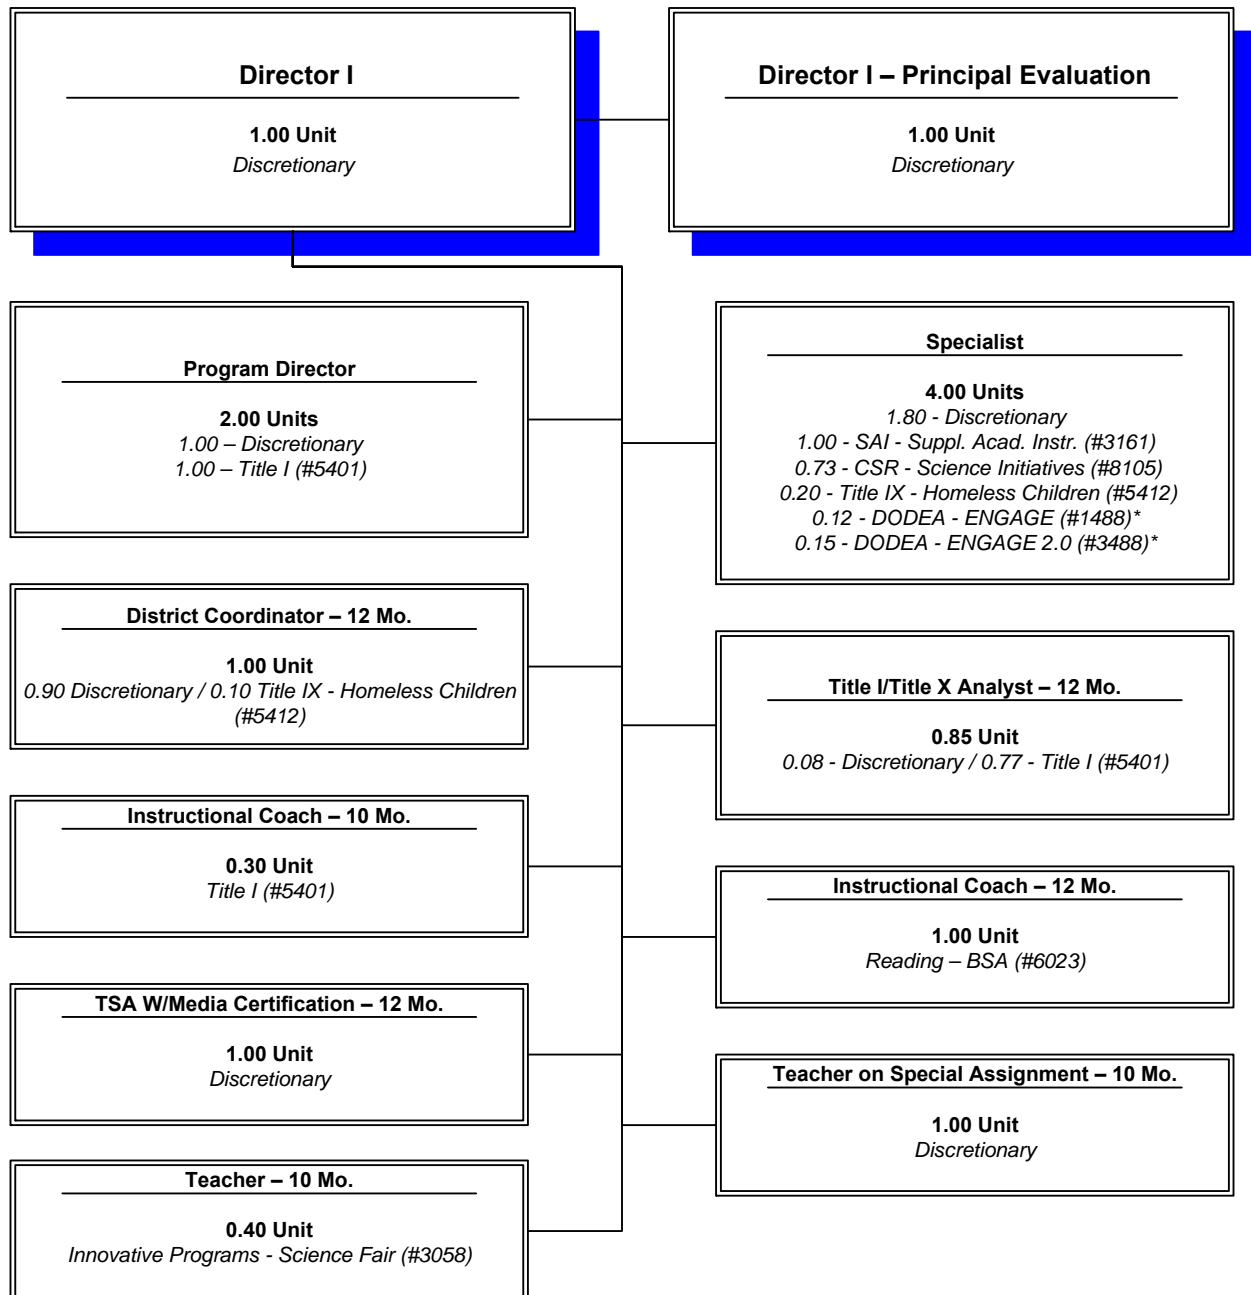 Director I
1.00 Unit
Discretionary
Director I – Principal Evaluation
1.00 Unit
Discretionary
Program Director
2.00 Units
1.00 – Discretionary
1.00 – Title I (#5401)
Specialist
4.00 Units
1.80 - Discretionary
1.00 - SAI - Suppl. Acad. Instr. (#3161)
0.73 - CSR - Science Initiatives (#8105)
0.20 - Title IX - Homeless Children (#5412)
0.12 - DODEA - ENGAGE (#1488)*
0.15 - DODEA - ENGAGE 2.0 (#3488)*
District Coordinator – 12 Mo.
1.00 Unit
0.90 Discretionary / 0.10 Title IX - Homeless Children
(#5412)
Title I/Title X Analyst – 12 Mo.
0.85 Unit
0.08 - Discretionary / 0.77 - Title I (#5401)
Instructional Coach – 10 Mo.
0.30 Unit
Title I (#5401)
Instructional Coach – 12 Mo.
1.00 Unit
Reading – BSA (#6023)
TSA W/Media Certification – 12 Mo.
1.00 Unit
Discretionary
Teacher on Special Assignment – 10 Mo.
1.00 Unit
Discretionary
Teacher – 10 Mo.
0.40 Unit
Innovative Programs - Science Fair (#3058)